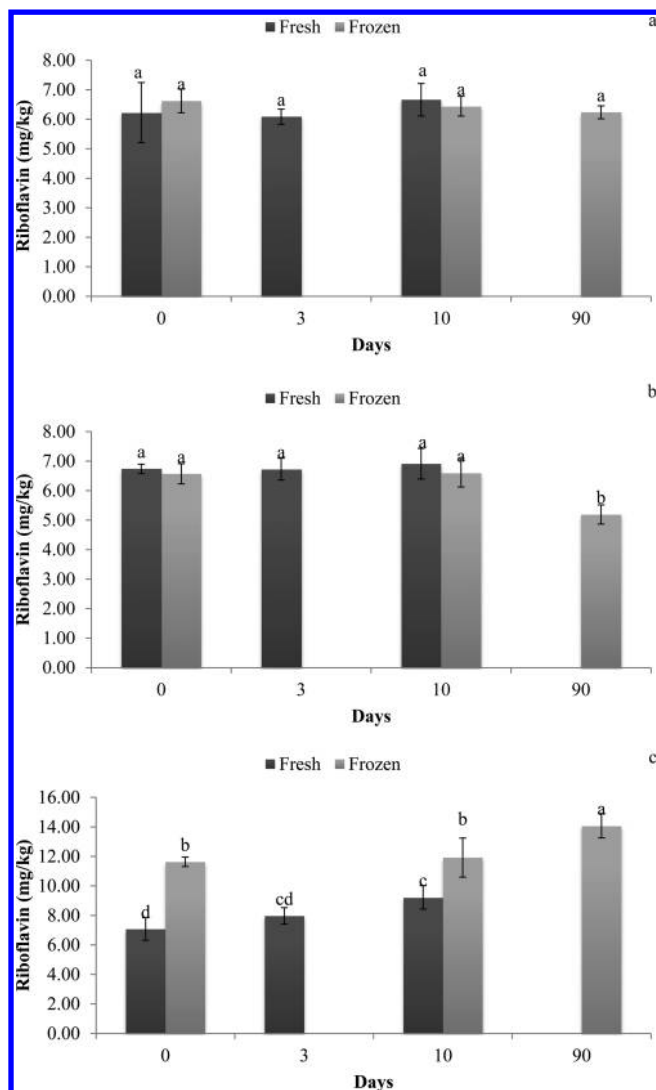 a
Fresh Frozen
8.00
7.00
6.00
5.00
4.00
3.00
2.00
1.00
0.00
Riboflavin (mg/kg)
a a a a a a
0 3 10 90
Days
b
Fresh Frozen
8.00
7.00
6.00
5.00
4.00
3.00
2.00
1.00
0.00
Riboflavin (mg/kg)
a a a a a b
0 3 10 90
Days
c
Fresh Frozen
16.00
14.00
12.00
10.00
8.00
6.00
4.00
2.00
0.00
Riboflavin (mg/kg)
d b cd c b a
0 3 10 90
Days